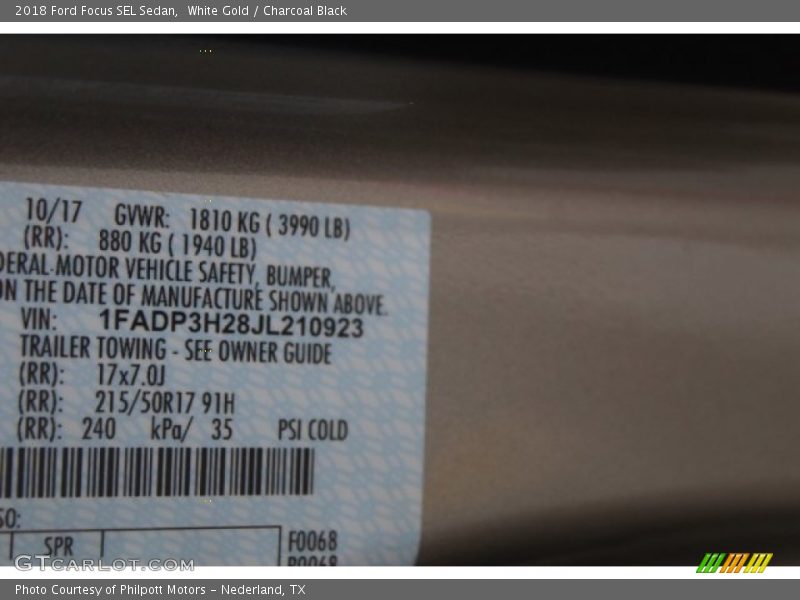 2018 Ford Focus SEL Sedan,  White Gold / Charcoal Black
10/17 GVWR: 1810 KG ( 3990 LB)
(RR): 880 KG ( 1940 LB)
DERAL MOTOR VEHICLE SAFETY, BUMPER,
ON THE DATE OF MANUFACTURE SHOWN ABOVE.
VIN: 1FADP3H28JL210923
TRAILER TOWING - SEE OWNER GUIDE
(RR): 17x7.0J
(RR): 215/50R17 91H
(RR): 240 kPa/ 35 PSI COLD
SO:
SPR F0068
GTCARLOT.COM
Photo Courtesy of Philpott Motors - Nederland, TX